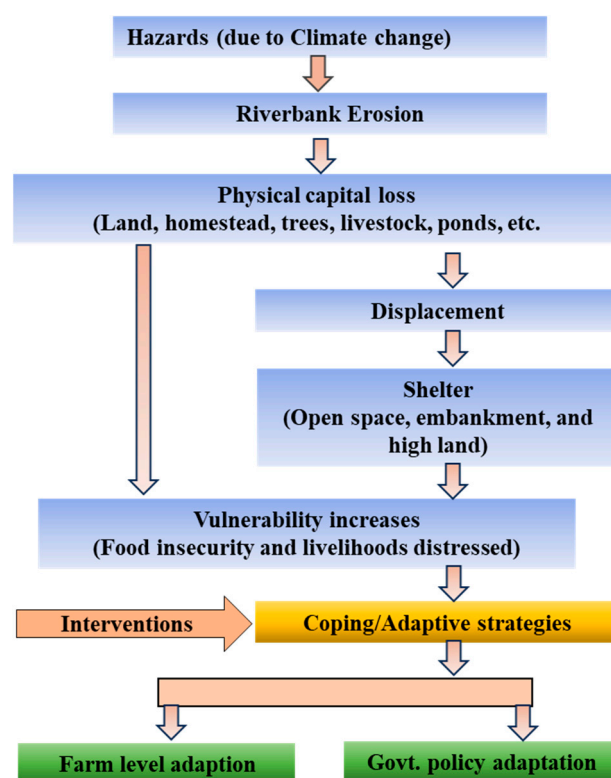 Hazards (due to Climate change)
Riverbank Erosion
Physical capital loss
(Land, homestead, trees, livestock, ponds, etc.
Displacement
Shelter
(Open space, embankment, and
high land)
Vulnerability increases
(Food insecurity and livelihoods distressed)
Interventions
Coping/Adaptive strategies
Farm level adaption
Govt. policy adaptation